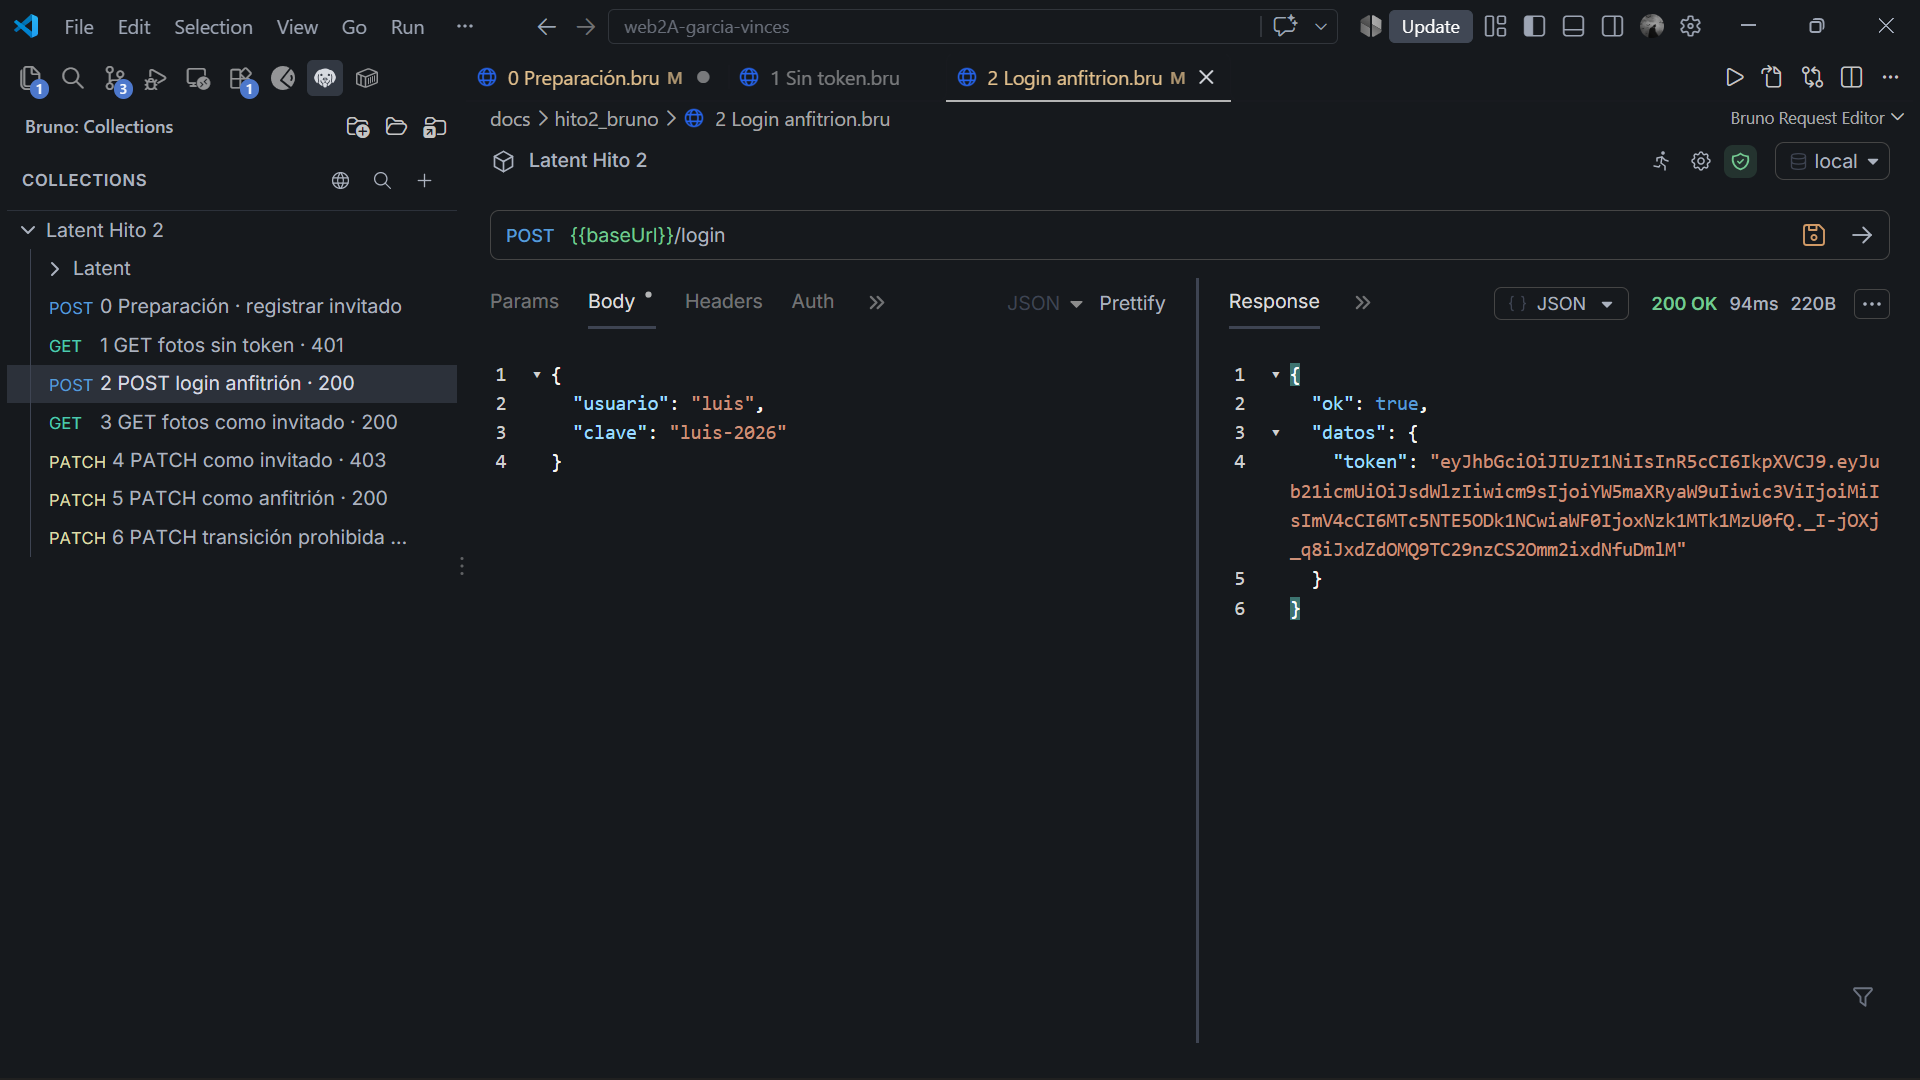 File Edit Selection View Go Run ··· web2A-garcia-vinces Update
1 3 1
0 Preparación.bru M 1 Sin token.bru 2 Login anfitrion.bru M
Bruno: Collections
docs > hito2_bruno > 2 Login anfitrion.bru
Bruno Request Editor
Latent Hito 2
local
COLLECTIONS
Latent Hito 2
Latent
POST 0 Preparación · registrar invitado
GET 1 GET fotos sin token · 401
POST 2 POST login anfitrión · 200
GET 3 GET fotos como invitado · 200
PATCH 4 PATCH como invitado · 403
PATCH 5 PATCH como anfitrión · 200
PATCH 6 PATCH transición prohibida ...
POST {{baseUrl}}/login
Params Body Headers Auth JSON Prettify
1 {
2 "usuario": "luis",
3 "clave": "luis-2026"
4 }
Response { } JSON 200 OK 94ms 220B
1 {
2 "ok": true,
3 "datos": {
4 "token": "eyJhbGciOiJIUzI1NiIsInR5cCI6IkpXVCJ9.eyJu
b21icmUiOiJsdWlzIiwicm9sIjoiYW5maXRyaW9uIiwic3ViIjoiMiI
sImV4cCI6MTc5NTE5ODk1NCwiaWF0IjoxNzk1MTk1MzU0fQ._I-jOXj
_q8iJxdZdOMQ9TC29nzCS2Omm2ixdNfuDmlM"
5 }
6 }